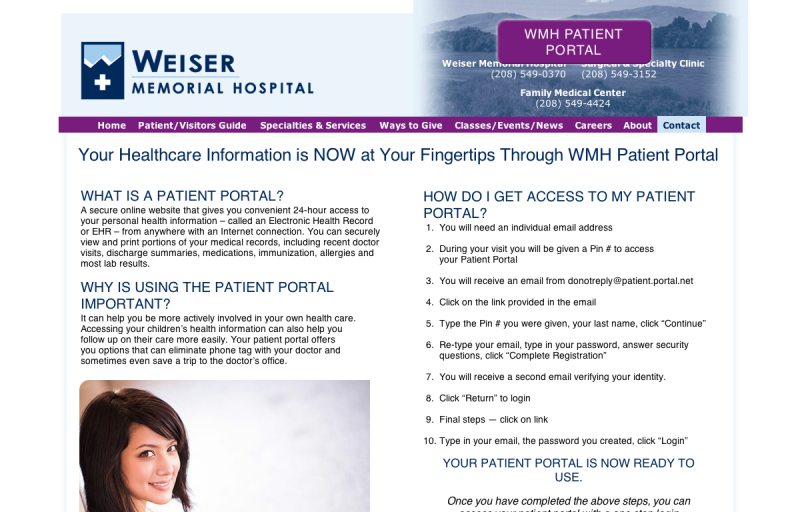 WMH PATIENT
PORTAL
WEISER
MEMORIAL HOSPITAL
Weiser Memorial Hospital Surgical & Specialty Clinic
(208) 549-0370 (208) 549-3152
Family Medical Center
(208) 549-4424
Home Patient/Visitors Guide Specialties & Services Ways to Give Classes/Events/News Careers About Contact
Your Healthcare Information is NOW at Your Fingertips Through WMH Patient Portal
WHAT IS A PATIENT PORTAL?
A secure online website that gives you convenient 24-hour access to
your personal health information – called an Electronic Health Record
or EHR – from anywhere with an Internet connection. You can securely
view and print portions of your medical records, including recent doctor
visits, discharge summaries, medications, immunization, allergies and
most lab results.
WHY IS USING THE PATIENT PORTAL
IMPORTANT?
It can help you be more actively involved in your own health care.
Accessing your children’s health information can also help you
follow up on their care more easily. Your patient portal offers
you options that can eliminate phone tag with your doctor and
sometimes even save a trip to the doctor’s office.
HOW DO I GET ACCESS TO MY PATIENT
PORTAL?
1. You will need an individual email address
2. During your visit you will be given a Pin # to access
your Patient Portal
3. You will receive an email from donotreply@patient.portal.net
4. Click on the link provided in the email
5. Type the Pin # you were given, your last name, click “Continue”
6. Re-type your email, type in your password, answer security
questions, click “Complete Registration”
7. You will receive a second email verifying your identity.
8. Click “Return” to login
9. Final steps — click on link
10. Type in your email, the password you created, click “Login”
YOUR PATIENT PORTAL IS NOW READY TO
USE.
Once you have completed the above steps, you can
access your patient portal with a one step login